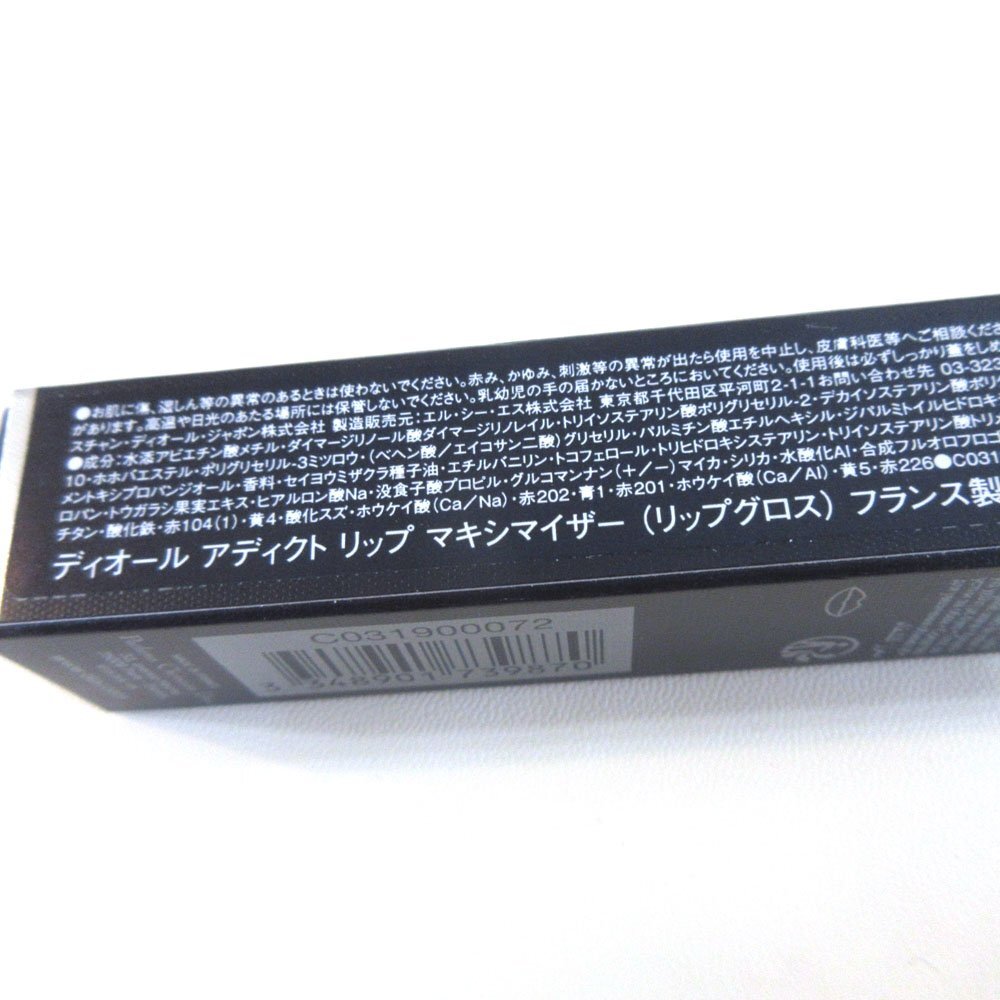 ●お肌に傷、湿しん等の異常のあるときは使わないでください。赤み、かゆみ、刺激等の異常が出たら使用を中止し、皮膚科医等へご相談くださ
があります。高温や日光のあたる場所には保管しないでください。乳幼児の手の届かないところにおいてください。使用後は必ずしっかり蓋をしめ
スチャン・ディオール・ジャポン株式会社 製造販売元:エル・シー・エス株式会社 東京都千代田区平河町2-1-1お問い合わせ先 03-323
●成分:水添アビエチン酸メチル・ダイマージリノール酸ダイマージリノレイル・トリイソステアリン酸ポリグリセリル-2・デカイソステアリン酸ポリグ
10・ホホバエステル・ポリグリセリル-3ミツロウ・(ベヘン酸/エイコサン二酸)グリセリル・パルミチン酸エチルヘキシル・ジパルミトイルヒドロキ
メントキシプロパンジオール・香料・セイヨウミザクラ種子油・エチルバニリン・トコフェロール・トリヒドロキシステアリン・トリイソステアリン酸トリ
ロパン・トウガラシ果実エキス・ヒアルロン酸Na・没食子酸プロピル・グルコマンナン(+/-)マイカ・シリカ・水酸化Al・合成フルオロフロゴ
チタン・酸化鉄・赤104(1)・黄4・酸化スズ・ホウケイ酸(Ca/Na)・赤202・青1・赤201・ホウケイ酸(Ca/Al)・黄5・赤226●C031
ディオール アディクト リップ マキシマイザー (リップグロス) フランス製
C031900072
3 348901 739870